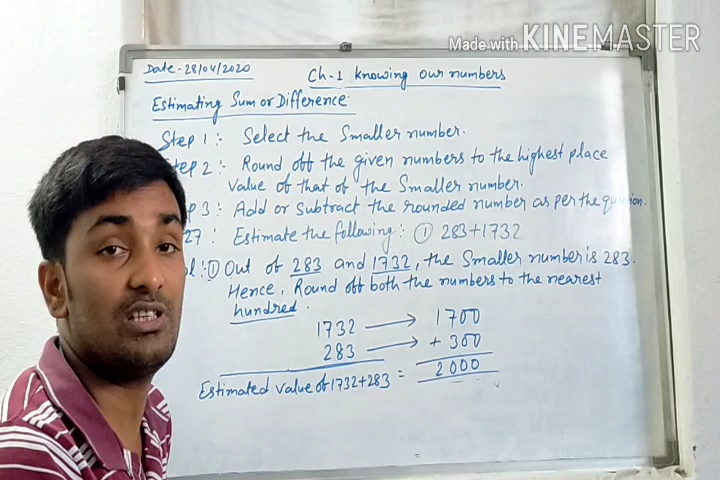 Made with KINEMASTER
Date-28/04/2020
Ch-1 Knowing our numbers
Estimating Sum or Difference
Step 1:- Select the Smaller number.
tep 2:- Round off the given numbers to the highest place
value of that of the Smaller number.
p 3: Add or Subtract the rounded number as per the question.
27: Estimate the following: ① 283+1732
ol:① Out of 283 and 1732, the Smaller number is 283.
Hence, Round off both the numbers to the nearest
hundred.
1732 → 1700
283 → + 300
Estimated value of 1732+283 = 2000